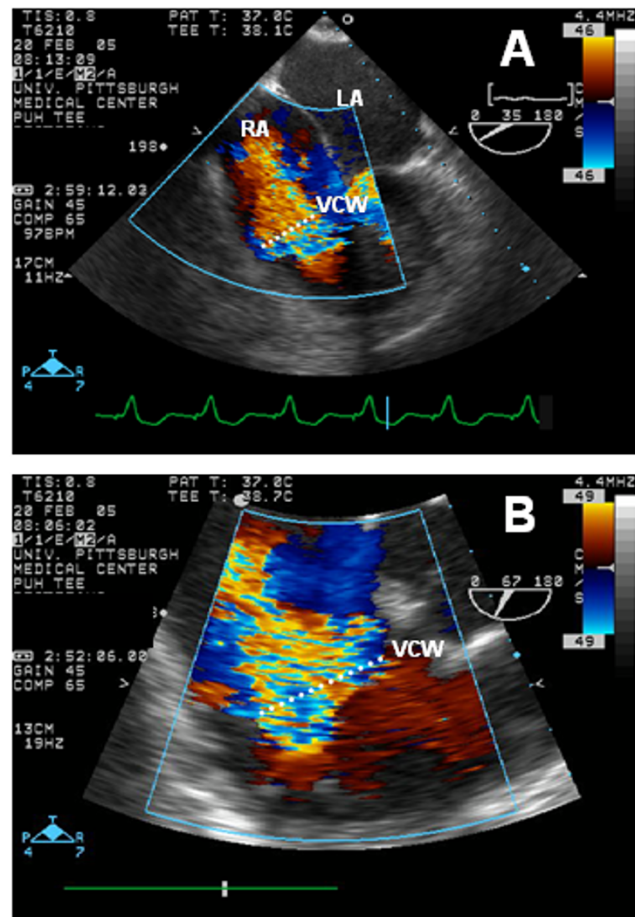 TIS:0.8 PAT T: 37.0C 4.4MHZ
T6210 TEE T: 38.1C 46
20 FEB 05
08:13:09
1/1/E/M2/A
UNIV. PITTSBURGH
MEDICAL CENTER
PUH TEE
A
LA
RA
0 35 180
198
46
2:59:12.03
GAIN 45
COMP 65
97BPM
VCW
17CM
11HZ
P T R
4 7
TIS:0.8 PAT T: 37.0C 4.4MHZ
T6210 TEE T: 38.7C 49
20 FEB 05
08:06:02
1/1/E/M2/A
UNIV. PITTSBURGH
MEDICAL CENTER
PUH TEE
B
0 67 180
49
2:52:06.00
GAIN 45
COMP 65
VCW
13CM
19HZ
P T R
4 7